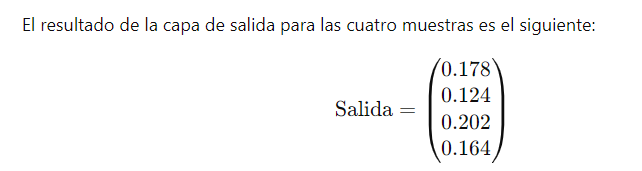 El resultado de la capa de salida para las cuatro muestras es el siguiente:
Salida =
0.178
0.124
0.202
0.164